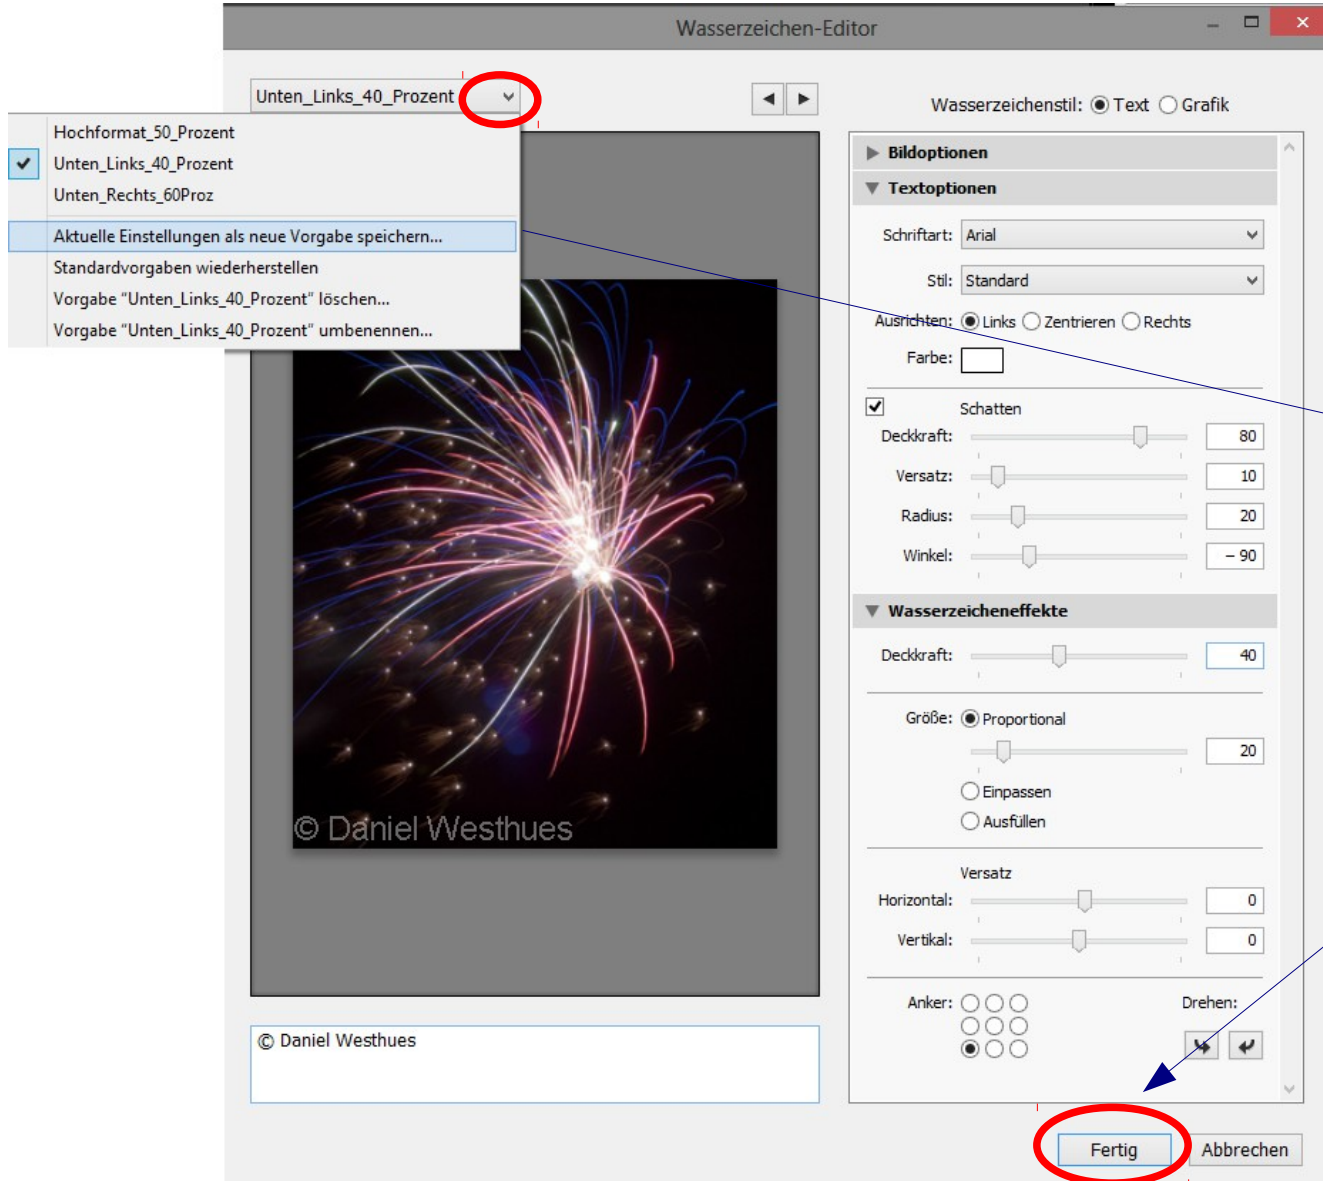 Wasserzeichen-Editor
Unten_Links_40_Prozent
Hochformat_50_Prozent
Unten_Links_40_Prozent
Unten_Rechts_60Proz
Aktuelle Einstellungen als neue Vorgabe speichern...
Standardvorgaben wiederherstellen
Vorgabe “Unten_Links_40_Prozent” löschen...
Vorgabe “Unten_Links_40_Prozent” umbenennen...
© Daniel Westhues
© Daniel Westhues
Wasserzeichenstil: Text Grafik
Bildoptionen
Textoptionen
Schriftart: Arial
Stil: Standard
Ausrichten: Links Zentrieren Rechts
Farbe:
Schatten
Deckkraft: 80
Versatz: 10
Radius: 20
Winkel: – 90
Wasserzeicheneffekte
Deckkraft: 40
Größe: Proportional
20
Einpassen
Ausfüllen
Versatz
Horizontal: 0
Vertikal: 0
Anker: Drehen:
Fertig Abbrechen